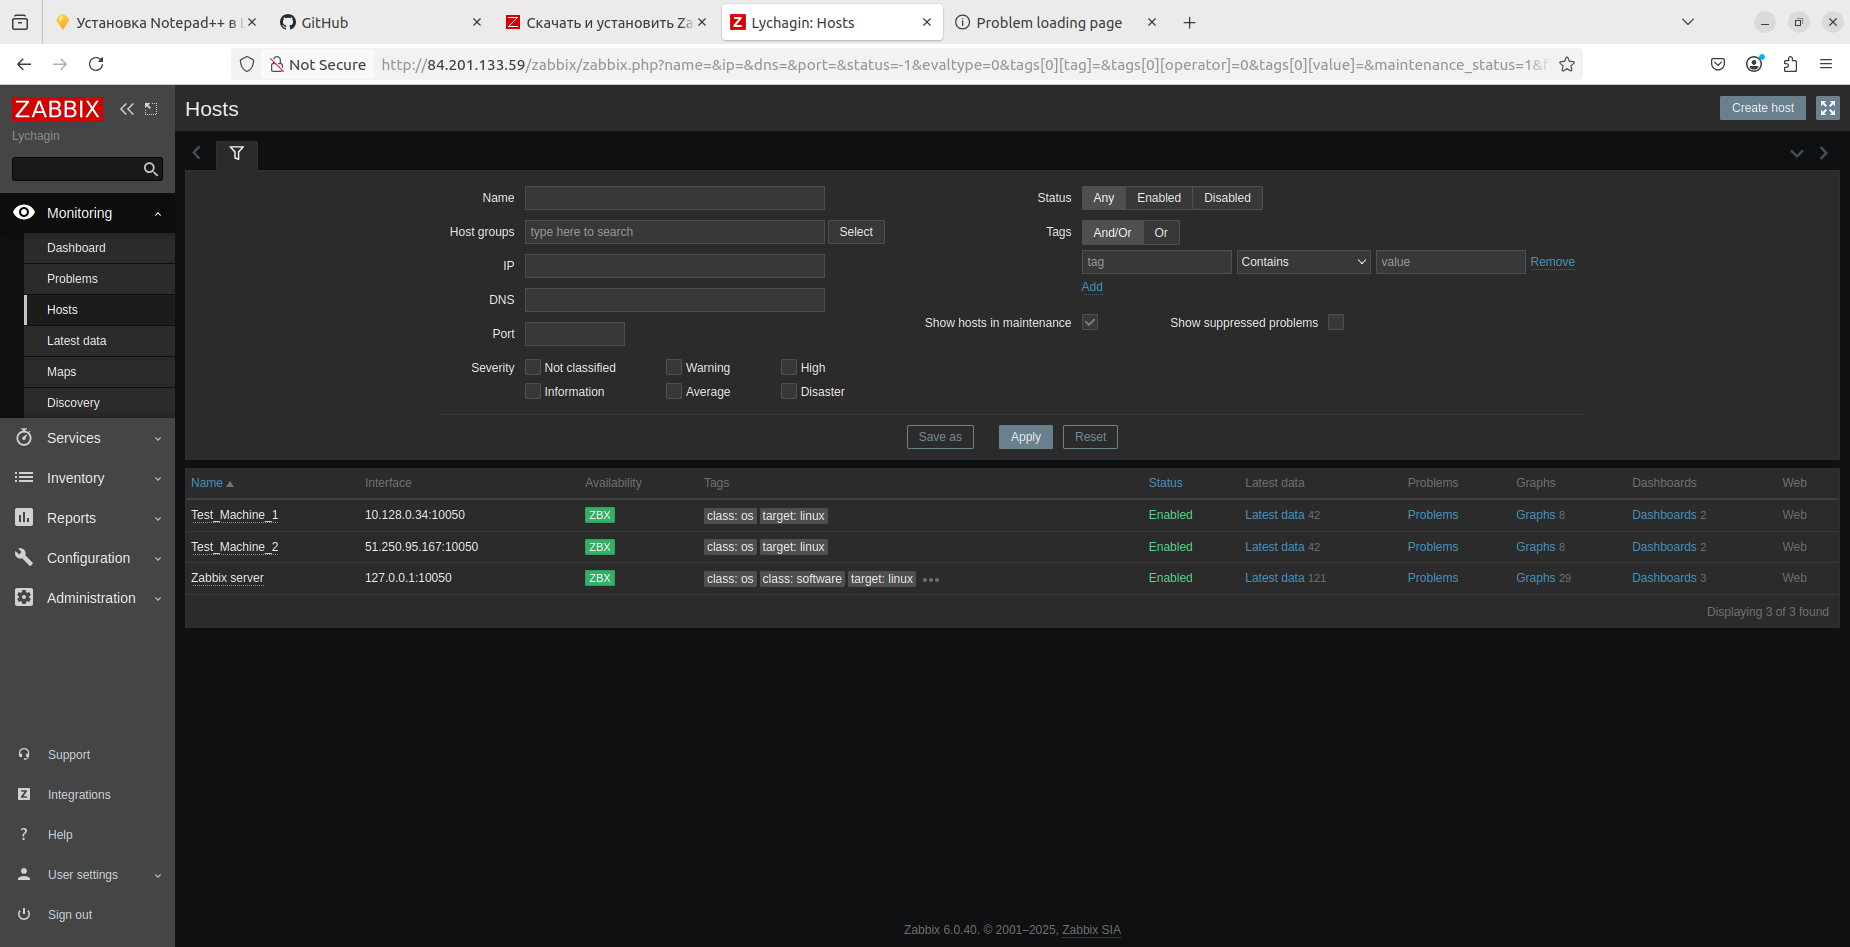 Установка Notepad++ в L
GitHub
Скачать и установить Za
Lychagin: Hosts
Problem loading page
Not Secure
http://84.201.133.59/zabbix/zabbix.php?name=&ip=&dns=&port=&status=-1&evaltype=0&tags[0][tag]=&tags[0][operator]=0&tags[0][value]=&maintenance_status=1&fi
ZABBIX
Lychagin
Monitoring
Dashboard
Problems
Hosts
Latest data
Maps
Discovery
Services
Inventory
Reports
Configuration
Administration
Support
Integrations
Help
User settings
Sign out
Hosts
Create host
Name
Host groups type here to search Select
IP
DNS
Port
Severity Not classified Warning High
Information Average Disaster
Status Any Enabled Disabled
Tags And/Or Or
tag Contains value Remove
Add
Show hosts in maintenance Show suppressed problems
Save as Apply Reset
Name Interface Availability Tags Status Latest data Problems Graphs Dashboards Web
Test_Machine_1 10.128.0.34:10050 ZBX class: os target: linux Enabled Latest data 42 Problems Graphs 8 Dashboards 2 Web
Test_Machine_2 51.250.95.167:10050 ZBX class: os target: linux Enabled Latest data 42 Problems Graphs 8 Dashboards 2 Web
Zabbix server 127.0.0.1:10050 ZBX class: os class: software target: linux ••• Enabled Latest data 121 Problems Graphs 29 Dashboards 3 Web
Displaying 3 of 3 found
Zabbix 6.0.40. © 2001–2025, Zabbix SIA